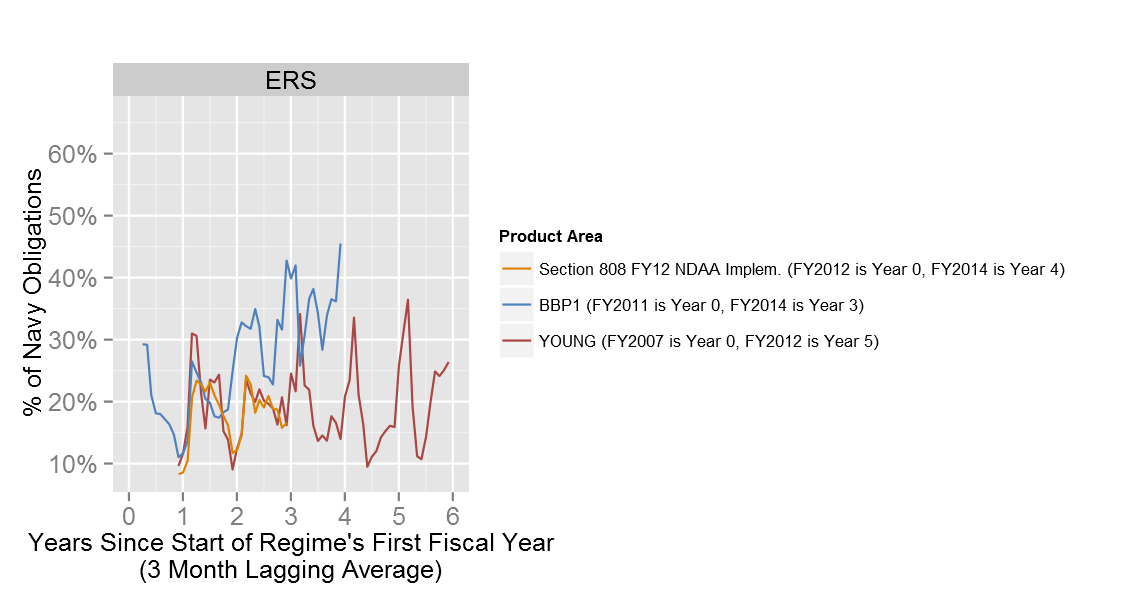 ERS
% of Navy Obligations
60%
50%
40%
30%
20%
10%
0 1 2 3 4 5 6
Years Since Start of Regime's First Fiscal Year
(3 Month Lagging Average)
Product Area
Section 808 FY12 NDAA Implem. (FY2012 is Year 0, FY2014 is Year 4)
BBP1 (FY2011 is Year 0, FY2014 is Year 3)
YOUNG (FY2007 is Year 0, FY2012 is Year 5)